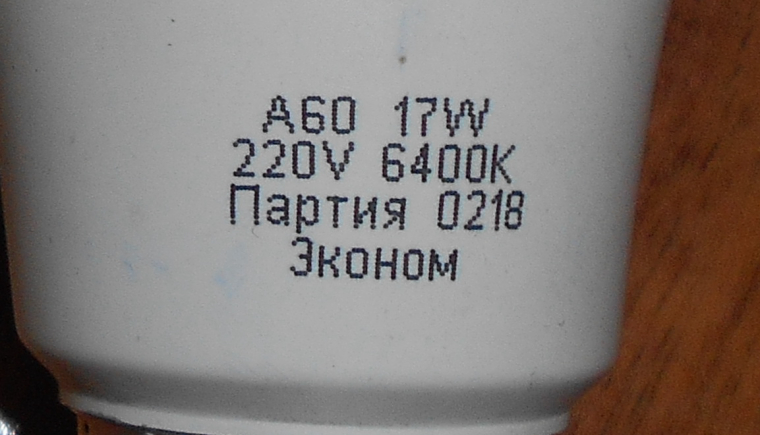 A60 17W
220V 6400K
Партия 0218
Эконом